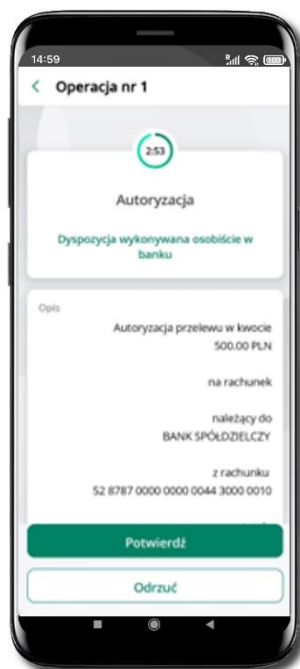 14:59
Operacja nr 1
2:53
Autoryzacja
Dyspozycja wykonywana osobiście w
banku
Opis
Autoryzacja przelewu w kwocie
500.00 PLN
na rachunek
należący do
BANK SPÓŁDZIELCZY
z rachunku
52 8787 0000 0000 0044 3000 0010
Potwierdź
Odrzuć